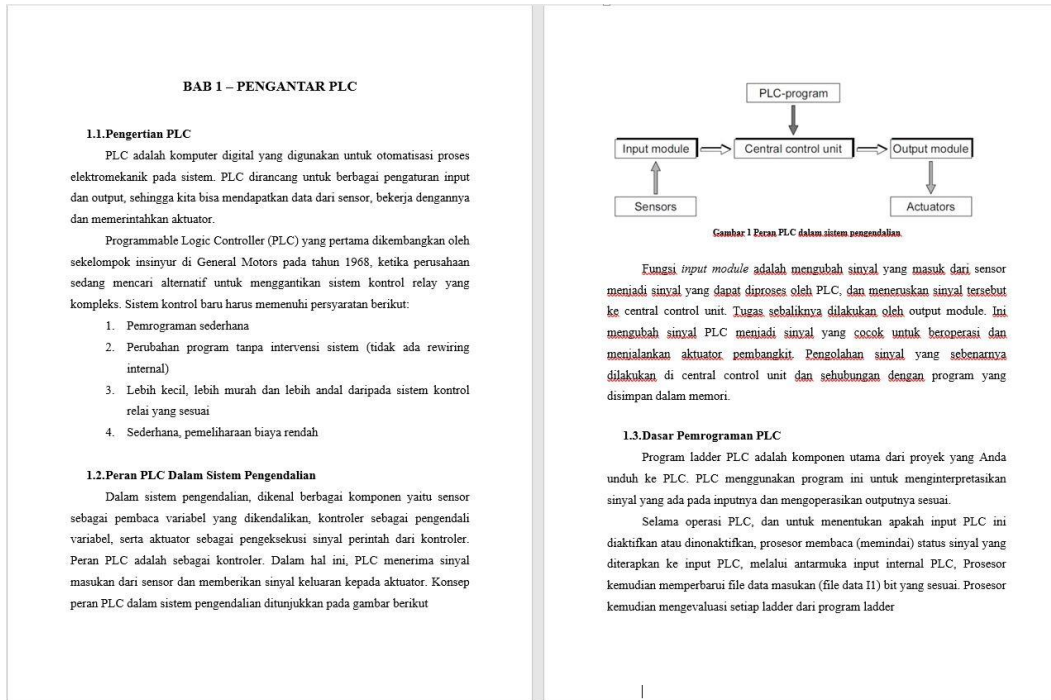 BAB 1 – PENGANTAR PLC
1.1.Pengertian PLC
PLC adalah komputer digital yang digunakan untuk otomatisasi proses
elektromekanik pada sistem. PLC dirancang untuk berbagai pengaturan input
dan output, sehingga kita bisa mendapatkan data dari sensor, bekerja dengannya
dan memerintahkan aktuator.
Programmable Logic Controller (PLC) yang pertama dikembangkan oleh
sekelompok insinyur di General Motors pada tahun 1968, ketika perusahaan
sedang mencari alternatif untuk menggantikan sistem kontrol relay yang
kompleks. Sistem kontrol baru harus memenuhi persyaratan berikut:
1. Pemrograman sederhana
2. Perubahan program tanpa intervensi sistem (tidak ada rewiring
internal)
3. Lebih kecil, lebih murah dan lebih andal daripada sistem kontrol
relai yang sesuai
4. Sederhana, pemeliharaan biaya rendah
1.2.Peran PLC Dalam Sistem Pengendalian
Dalam sistem pengendalian, dikenal berbagai komponen yaitu sensor
sebagai pembaca variabel yang dikendalikan, kontroler sebagai pengendali
variabel, serta aktuator sebagai pengeksekusi sinyal perintah dari kontroler.
Peran PLC adalah sebagai kontroler. Dalam hal ini, PLC menerima sinyal
masukan dari sensor dan memberikan sinyal keluaran kepada aktuator. Konsep
peran PLC dalam sistem pengendalian ditunjukkan pada gambar berikut
PLC-program
Input module
Central control unit
Output module
Sensors
Actuators
Gambar 1 Peran PLC dalam sistem pengendalian
Fungsi input module adalah mengubah sinyal yang masuk dari sensor
menjadi sinyal yang dapat diproses oleh PLC, dan meneruskan sinyal tersebut
ke central control unit. Tugas sebaliknya dilakukan oleh output module. Ini
mengubah sinyal PLC menjadi sinyal yang cocok untuk beroperasi dan
menjalankan aktuator pembangkit. Pengolahan sinyal yang sebenarnya
dilakukan di central control unit dan sehubungan dengan program yang
disimpan dalam memori.
1.3.Dasar Pemrograman PLC
Program ladder PLC adalah komponen utama dari proyek yang Anda
unduh ke PLC. PLC menggunakan program ini untuk menginterpretasikan
sinyal yang ada pada inputnya dan mengoperasikan outputnya sesuai.
Selama operasi PLC, dan untuk menentukan apakah input PLC ini
diaktifkan atau dinonaktifkan, prosesor membaca (memindai) status sinyal yang
diterapkan ke input PLC, melalui antarmuka input internal PLC, Prosesor
kemudian memperbarui file data masukan (file data I1) bit yang sesuai. Prosesor
kemudian mengevaluasi setiap ladder dari program ladder